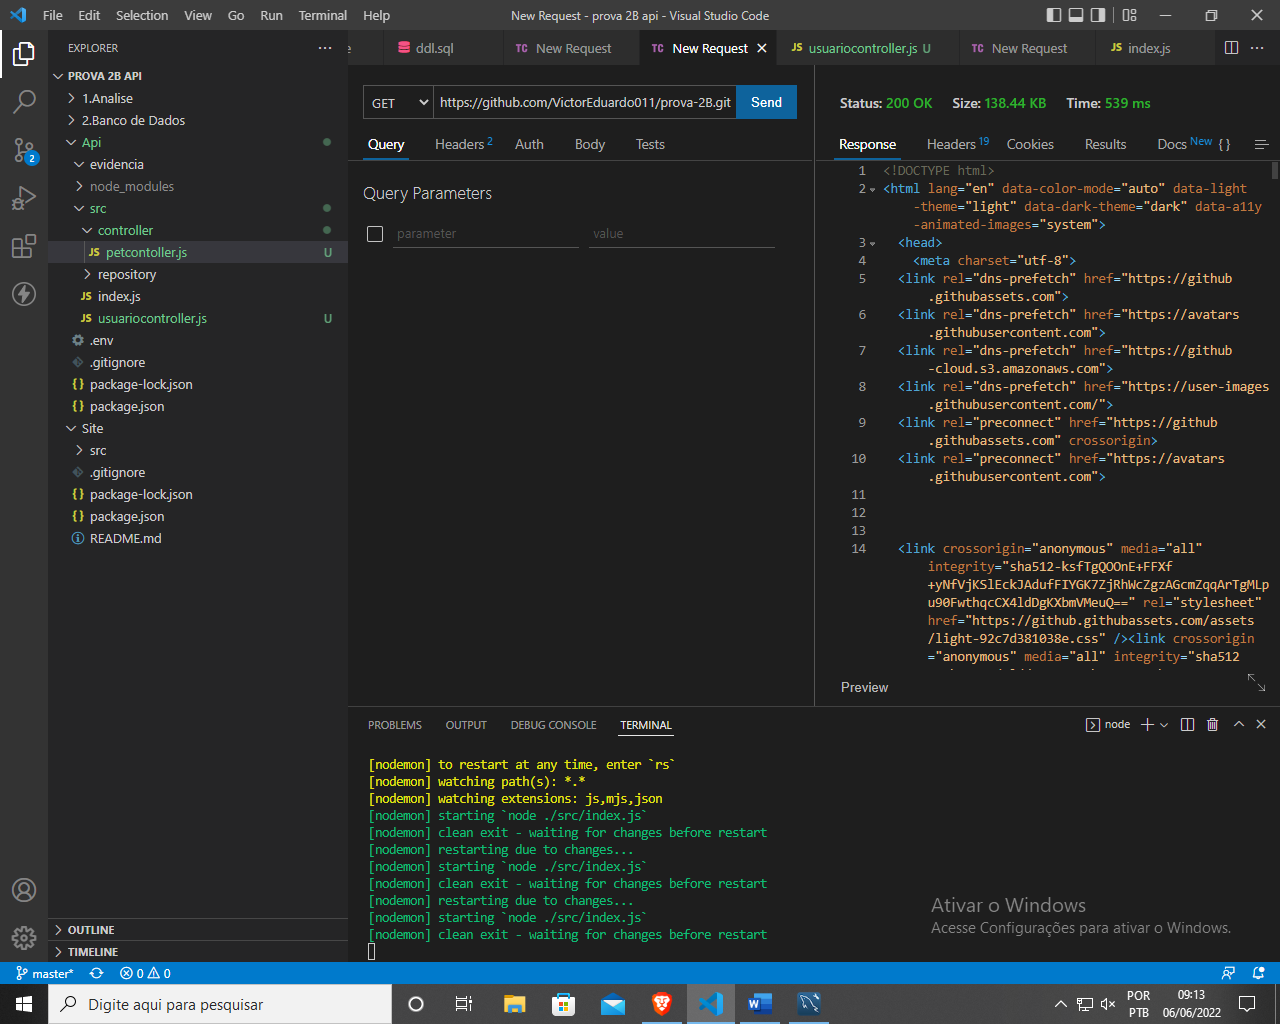 File Edit Selection View Go Run Terminal Help
New Request - prova 2B api - Visual Studio Code
EXPLORER
PROVA 2B API
1.Analise
2.Banco de Dados
Api
evidencia
node_modules
src
controller
JS petcontoller.js U
repository
JS index.js
JS usuariocontroller.js U
.env
.gitignore
{} package-lock.json
{} package.json
Site
src
.gitignore
{} package-lock.json
{} package.json
README.md
OUTLINE
TIMELINE
e
ddl.sql
TC New Request
TC New Request
JS usuariocontroller.js U
TC New Request
JS index.js
GET
https://github.com/VictorEduardo011/prova-2B.git
Send
Query Headers 2 Auth Body Tests
Query Parameters
parameter value
Status: 200 OK Size: 138.44 KB Time: 539 ms
Response Headers 19 Cookies Results Docs New {}
1 <!DOCTYPE html>
2 <html lang="en" data-color-mode="auto" data-light
-theme="light" data-dark-theme="dark" data-a11y
-animated-images="system">
3 <head>
4 <meta charset="utf-8">
5 <link rel="dns-prefetch" href="https://github
.githubassets.com">
6 <link rel="dns-prefetch" href="https://avatars
.githubusercontent.com">
7 <link rel="dns-prefetch" href="https://github
-cloud.s3.amazonaws.com">
8 <link rel="dns-prefetch" href="https://user-images
.githubusercontent.com/">
9 <link rel="preconnect" href="https://github
.githubassets.com" crossorigin>
10 <link rel="preconnect" href="https://avatars
.githubusercontent.com">
11
12
13
14 <link crossorigin="anonymous" media="all"
integrity="sha512-ksfTgQOOnE+FFXf
+yNfVjKSlEckJAdufFIYGK7ZjRhWcZgzAGcmZqqArTgMLp
u90FwthqcCX4ldDgKXbmVMeuQ==" rel="stylesheet"
href="https://github.githubassets.com/assets
/light-92c7d381038e.css" /><link crossorigin
="anonymous" media="all" integrity="sha512
Preview
PROBLEMS OUTPUT DEBUG CONSOLE TERMINAL
node
[nodemon] to restart at any time, enter `rs`
[nodemon] watching path(s): *.*
[nodemon] watching extensions: js,mjs,json
[nodemon] starting `node ./src/index.js`
[nodemon] clean exit - waiting for changes before restart
[nodemon] restarting due to changes...
[nodemon] starting `node ./src/index.js`
[nodemon] clean exit - waiting for changes before restart
[nodemon] restarting due to changes...
[nodemon] starting `node ./src/index.js`
[nodemon] clean exit - waiting for changes before restart
Ativar o Windows
Acesse Configurações para ativar o Windows.
2
master* 0 0
Digite aqui para pesquisar
POR
PTB
09:13
06/06/2022